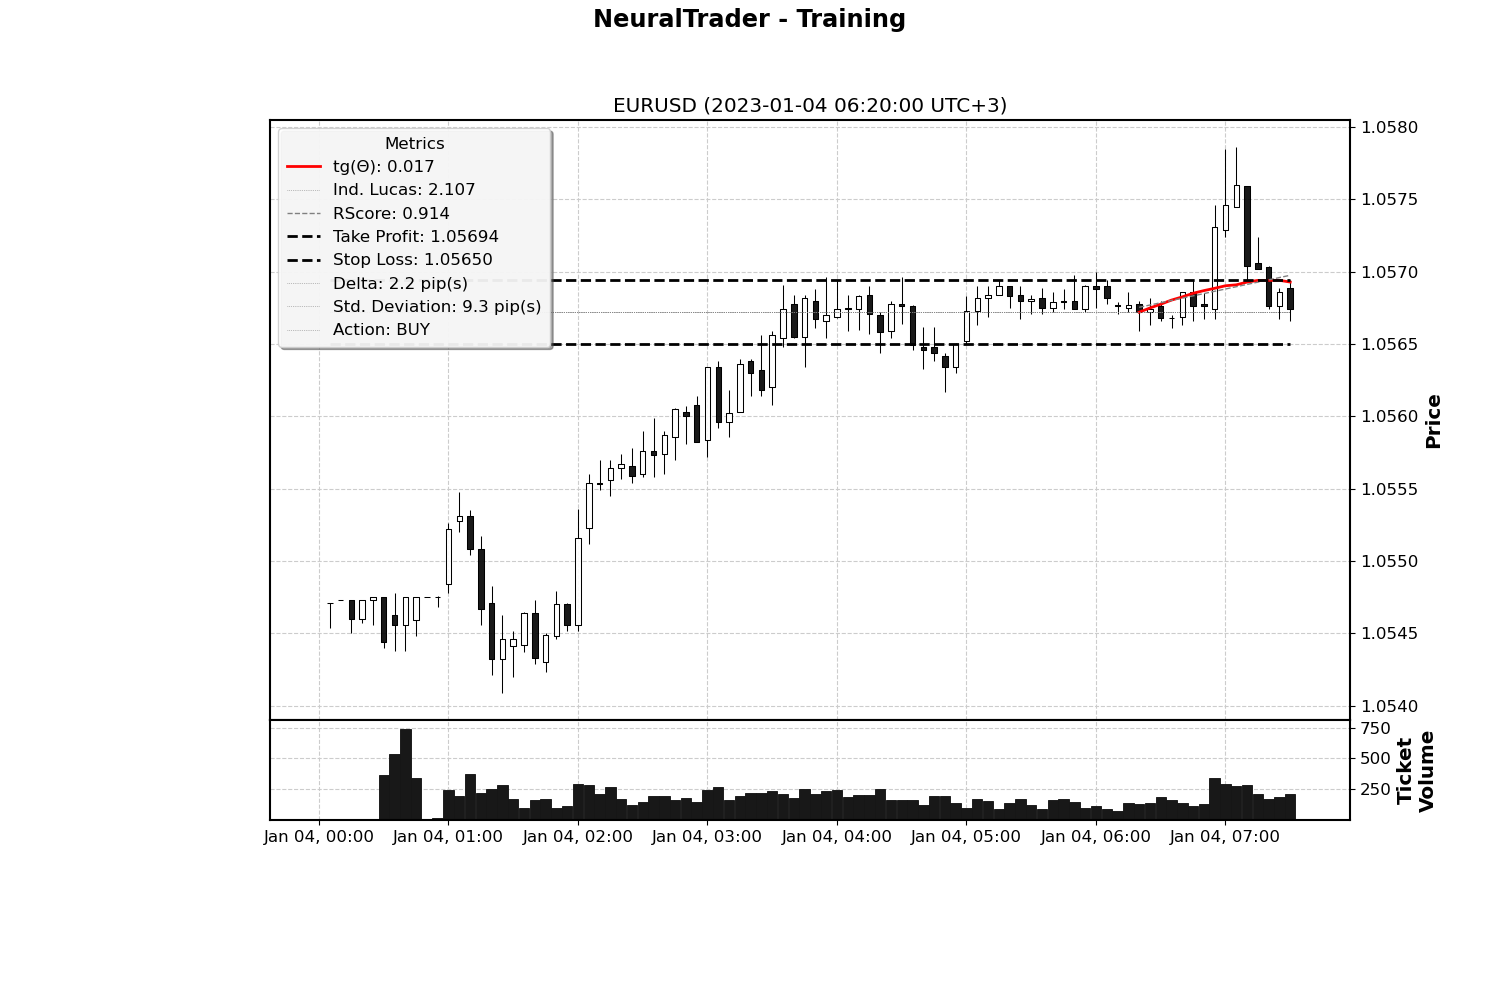 NeuralTrader - Training
EURUSD (2023-01-04 06:20:00 UTC+3)
Metrics
tg(Θ): 0.017
Ind. Lucas: 2.107
RScore: 0.914
Take Profit: 1.05694
Stop Loss: 1.05650
Delta: 2.2 pip(s)
Std. Deviation: 9.3 pip(s)
Action: BUY
1.0580
1.0575
1.0570
1.0565
1.0560
1.0555
1.0550
1.0545
1.0540
Price
750
500
250
Ticket
Volume
Jan 04, 00:00
Jan 04, 01:00
Jan 04, 02:00
Jan 04, 03:00
Jan 04, 04:00
Jan 04, 05:00
Jan 04, 06:00
Jan 04, 07:00